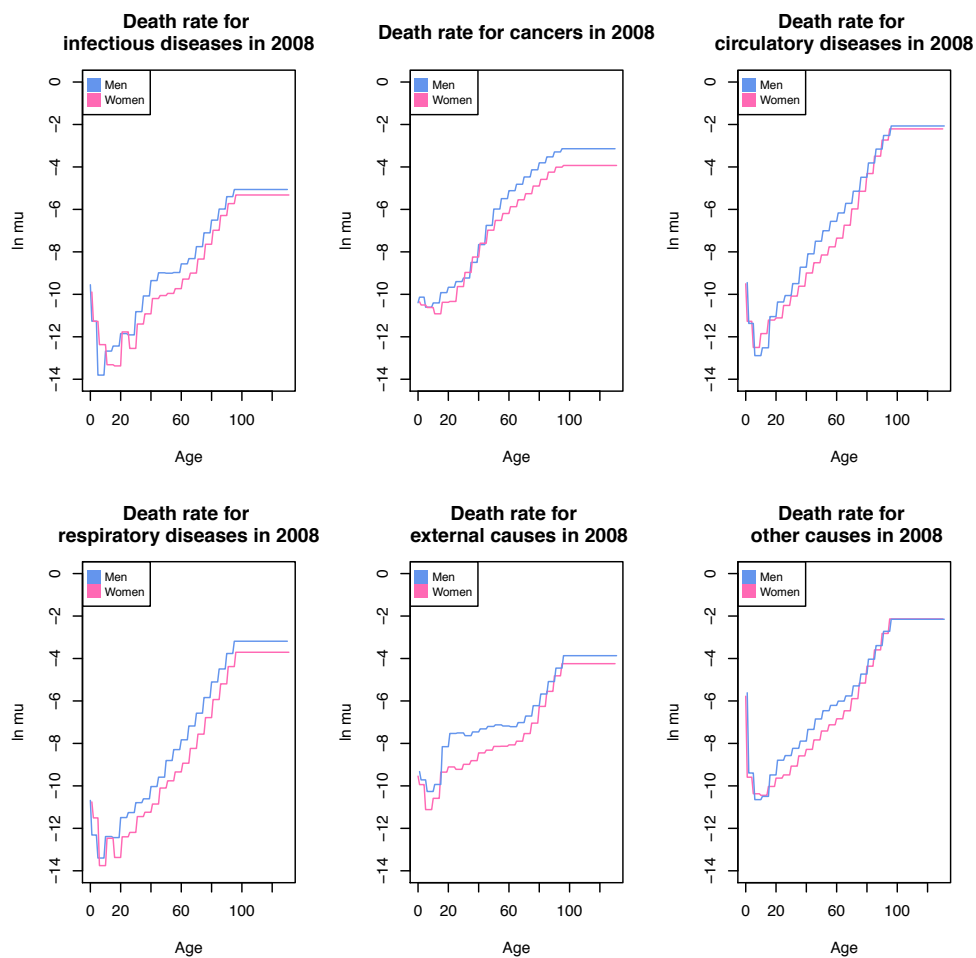 Death rate for
infectious diseases in 2008
Men
Women
0
−2
−4
−6
−8
−10
−12
−14
ln mu
0 20 60 100
Age
Death rate for cancers in 2008
Men
Women
0
−2
−4
−6
−8
−10
−12
−14
ln mu
0 20 60 100
Age
Death rate for
circulatory diseases in 2008
Men
Women
0
−2
−4
−6
−8
−10
−12
−14
ln mu
0 20 60 100
Age
Death rate for
respiratory diseases in 2008
Men
Women
0
−2
−4
−6
−8
−10
−12
−14
ln mu
0 20 60 100
Age
Death rate for
external causes in 2008
Men
Women
0
−2
−4
−6
−8
−10
−12
−14
ln mu
0 20 60 100
Age
Death rate for
other causes in 2008
Men
Women
0
−2
−4
−6
−8
−10
−12
−14
ln mu
0 20 60 100
Age